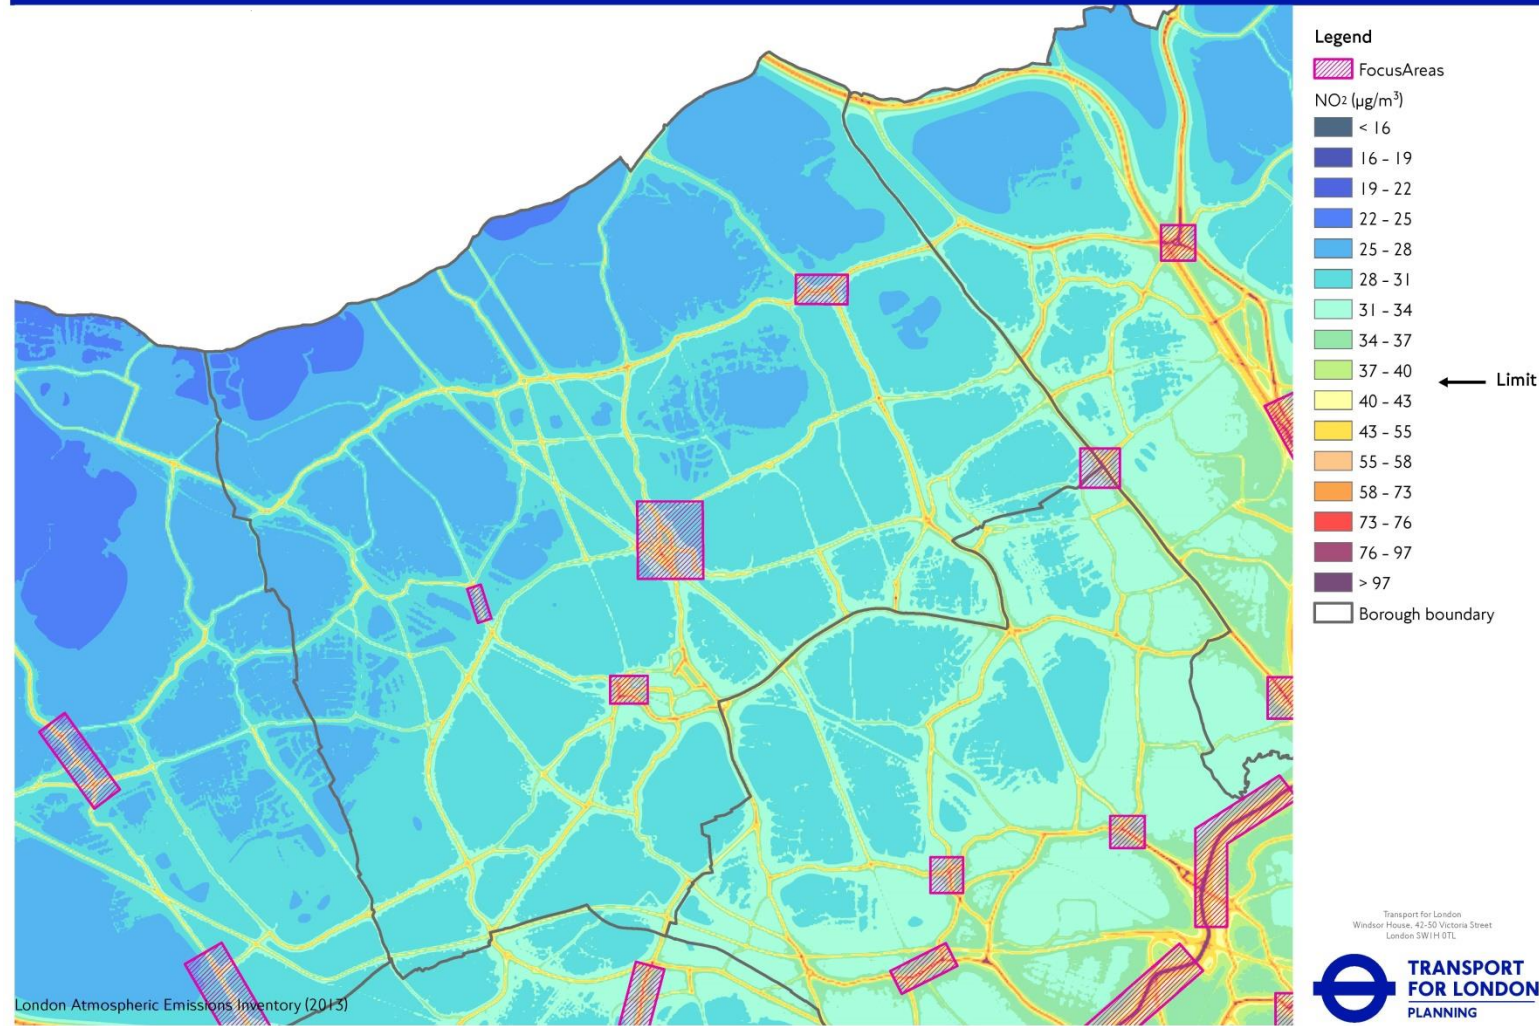 Legend
FocusAreas
NO2 (µg/m³)
< 16
16 - 19
19 - 22
22 - 25
25 - 28
28 - 31
31 - 34
34 - 37
37 - 40
Limit
40 - 43
43 - 55
55 - 58
58 - 73
73 - 76
76 - 97
> 97
Borough boundary
Transport for London
Windsor House, 42-50 Victoria Street
London SW1H 0TL
TRANSPORT
FOR LONDON
PLANNING
London Atmospheric Emissions Inventory (2013)